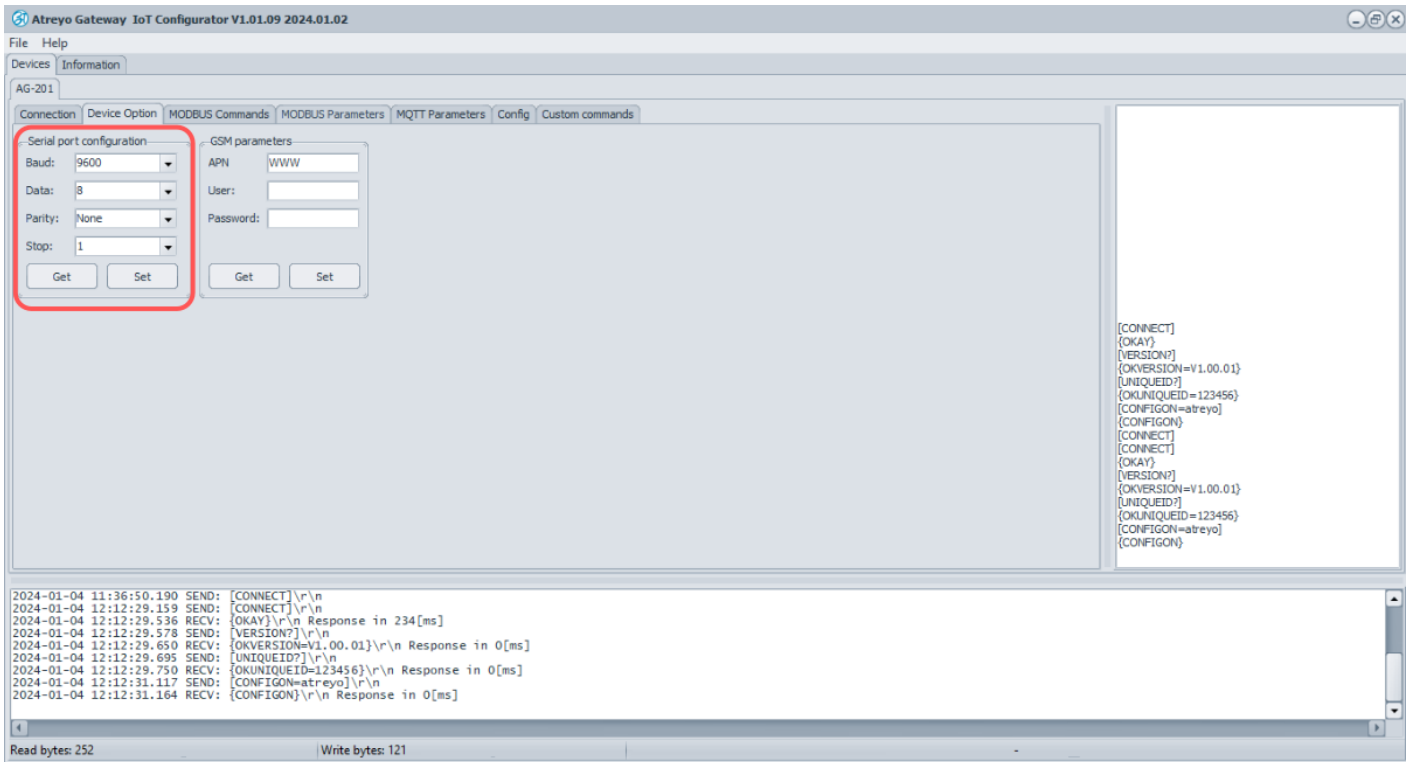 Atreyo Gateway  IoT Configurator V1.01.09 2024.01.02
File Help
Devices Information
AG-201
Connection Device Option MODBUS Commands MODBUS Parameters MQTT Parameters Config Custom commands
Serial port configuration
Baud: 9600
Data: 8
Parity: None
Stop: 1
Get Set
GSM parameters
APN WWW
User:
Password:
Get Set
[CONNECT]
{OKAY}
[VERSION?]
{OKVERSION=V1.00.01}
[UNIQUEID?]
{OKUNIQUEID=123456}
[CONFIGON=atreyo]
{CONFIGON}
[CONNECT]
[CONNECT]
{OKAY}
[VERSION?]
{OKVERSION=V1.00.01}
[UNIQUEID?]
{OKUNIQUEID=123456}
[CONFIGON=atreyo]
{CONFIGON}
2024-01-04 11:36:50.190 SEND: [CONNECT]\r\n
2024-01-04 12:12:29.159 SEND: [CONNECT]\r\n
2024-01-04 12:12:29.536 RECV: {OKAY}\r\n Response in 234[ms]
2024-01-04 12:12:29.578 SEND: [VERSION?]\r\n
2024-01-04 12:12:29.650 RECV: {OKVERSION=V1.00.01}\r\n Response in 0[ms]
2024-01-04 12:12:29.695 SEND: [UNIQUEID?]\r\n
2024-01-04 12:12:29.750 RECV: {OKUNIQUEID=123456}\r\n Response in 0[ms]
2024-01-04 12:12:31.117 SEND: [CONFIGON=atreyo]\r\n
2024-01-04 12:12:31.164 RECV: {CONFIGON}\r\n Response in 0[ms]
Read bytes: 252 Write bytes: 121 -